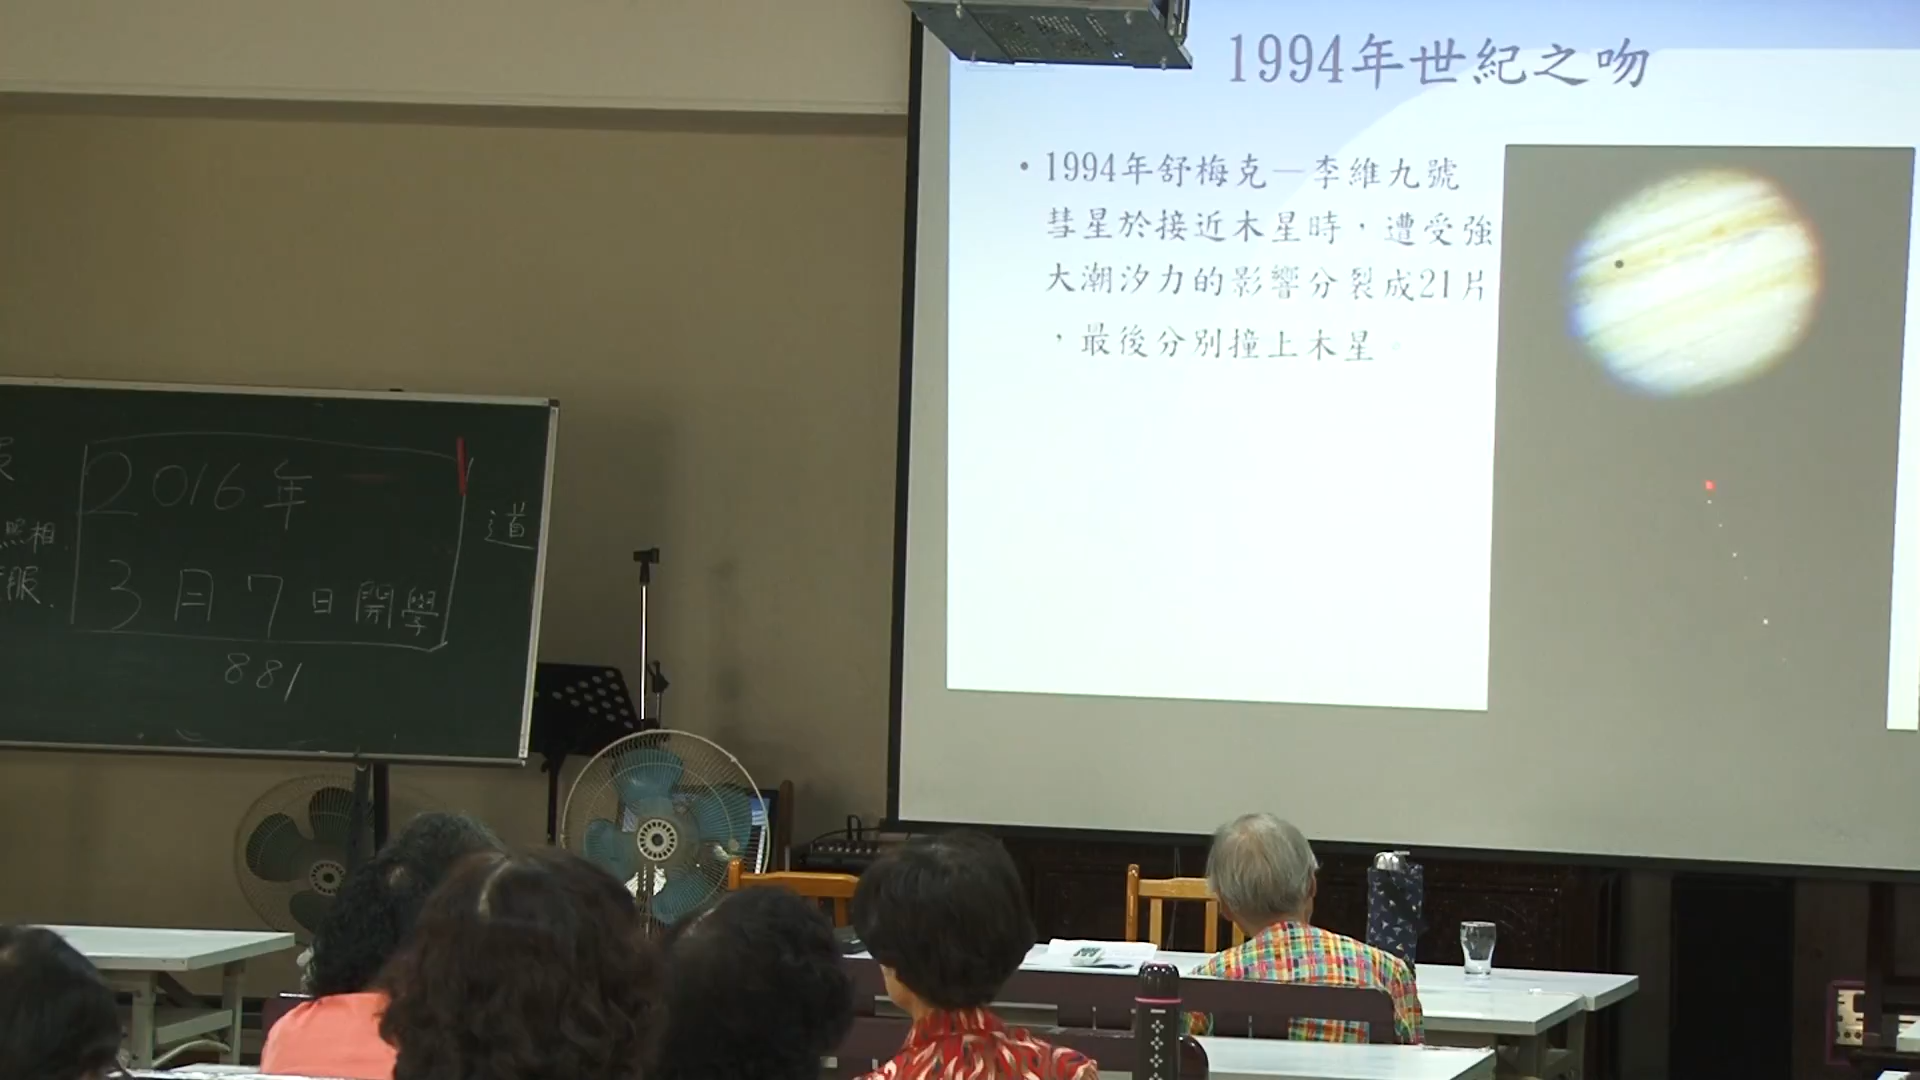 1994年世紀之吻
• 1994年舒梅克—李維九號
彗星於接近木星時,遭受強
大潮汐力的影響分裂成21片
,最後分別撞上木星。
2016年
3月7日開學
881
道
照相
服.